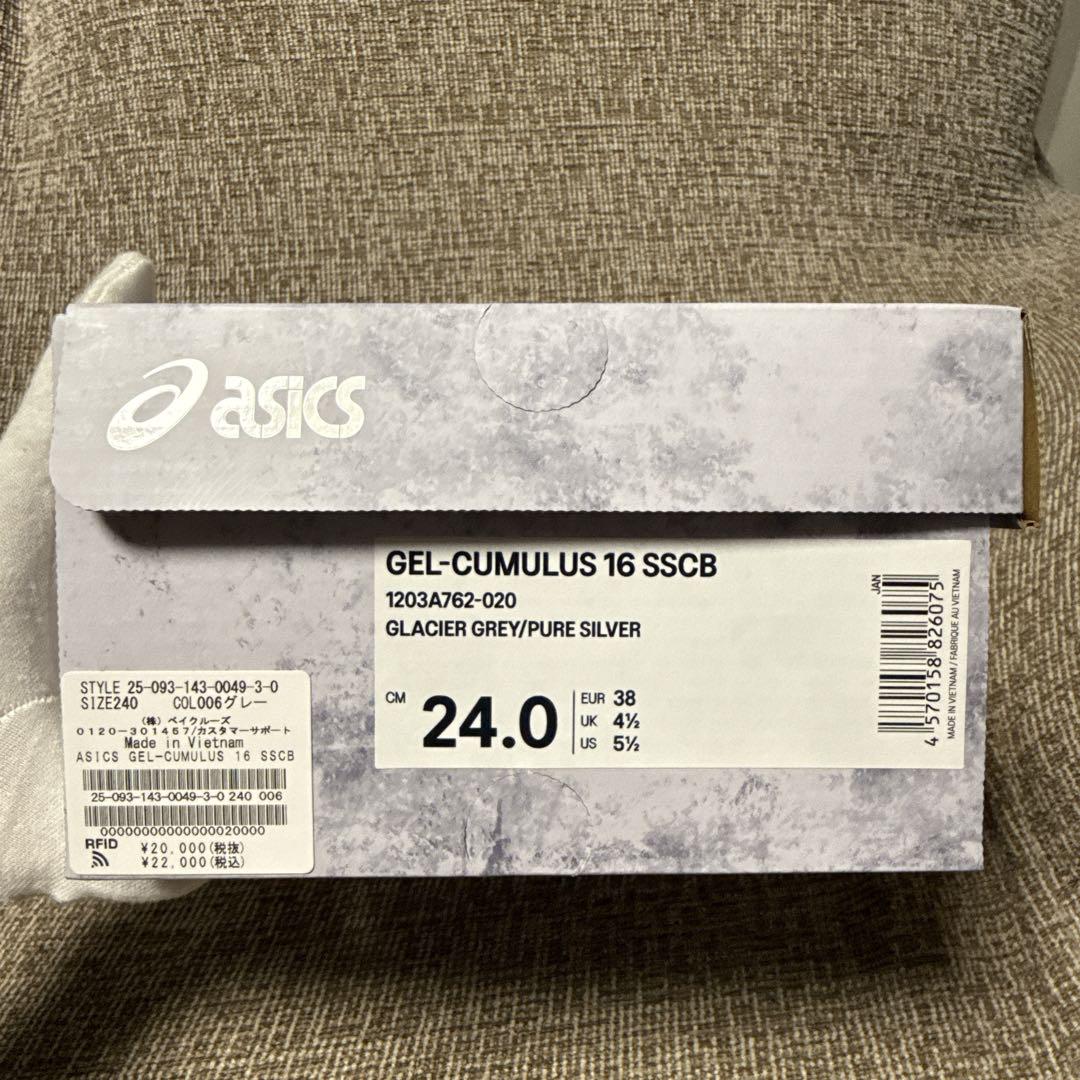 asics
GEL-CUMULUS 16 SSCB
1203A762-020
GLACIER GREY/PURE SILVER
CM 24.0
EUR 38
UK 4½
US 5½
JAN
4 570158 826075
MADE IN VIETNAM / FABRIQUE AU VIETNAM
STYLE 25-093-143-0049-3-0
SIZE240 COL006グレー
(株) ベイクルーズ
0120-301457/カスタマーサポート
Made in Vietnam
ASICS GEL-CUMULUS 16 SSCB
25-093-143-0049-3-0 240 006
000000000000000020000
RFID
¥20,000(税抜)
¥22,000(税込)